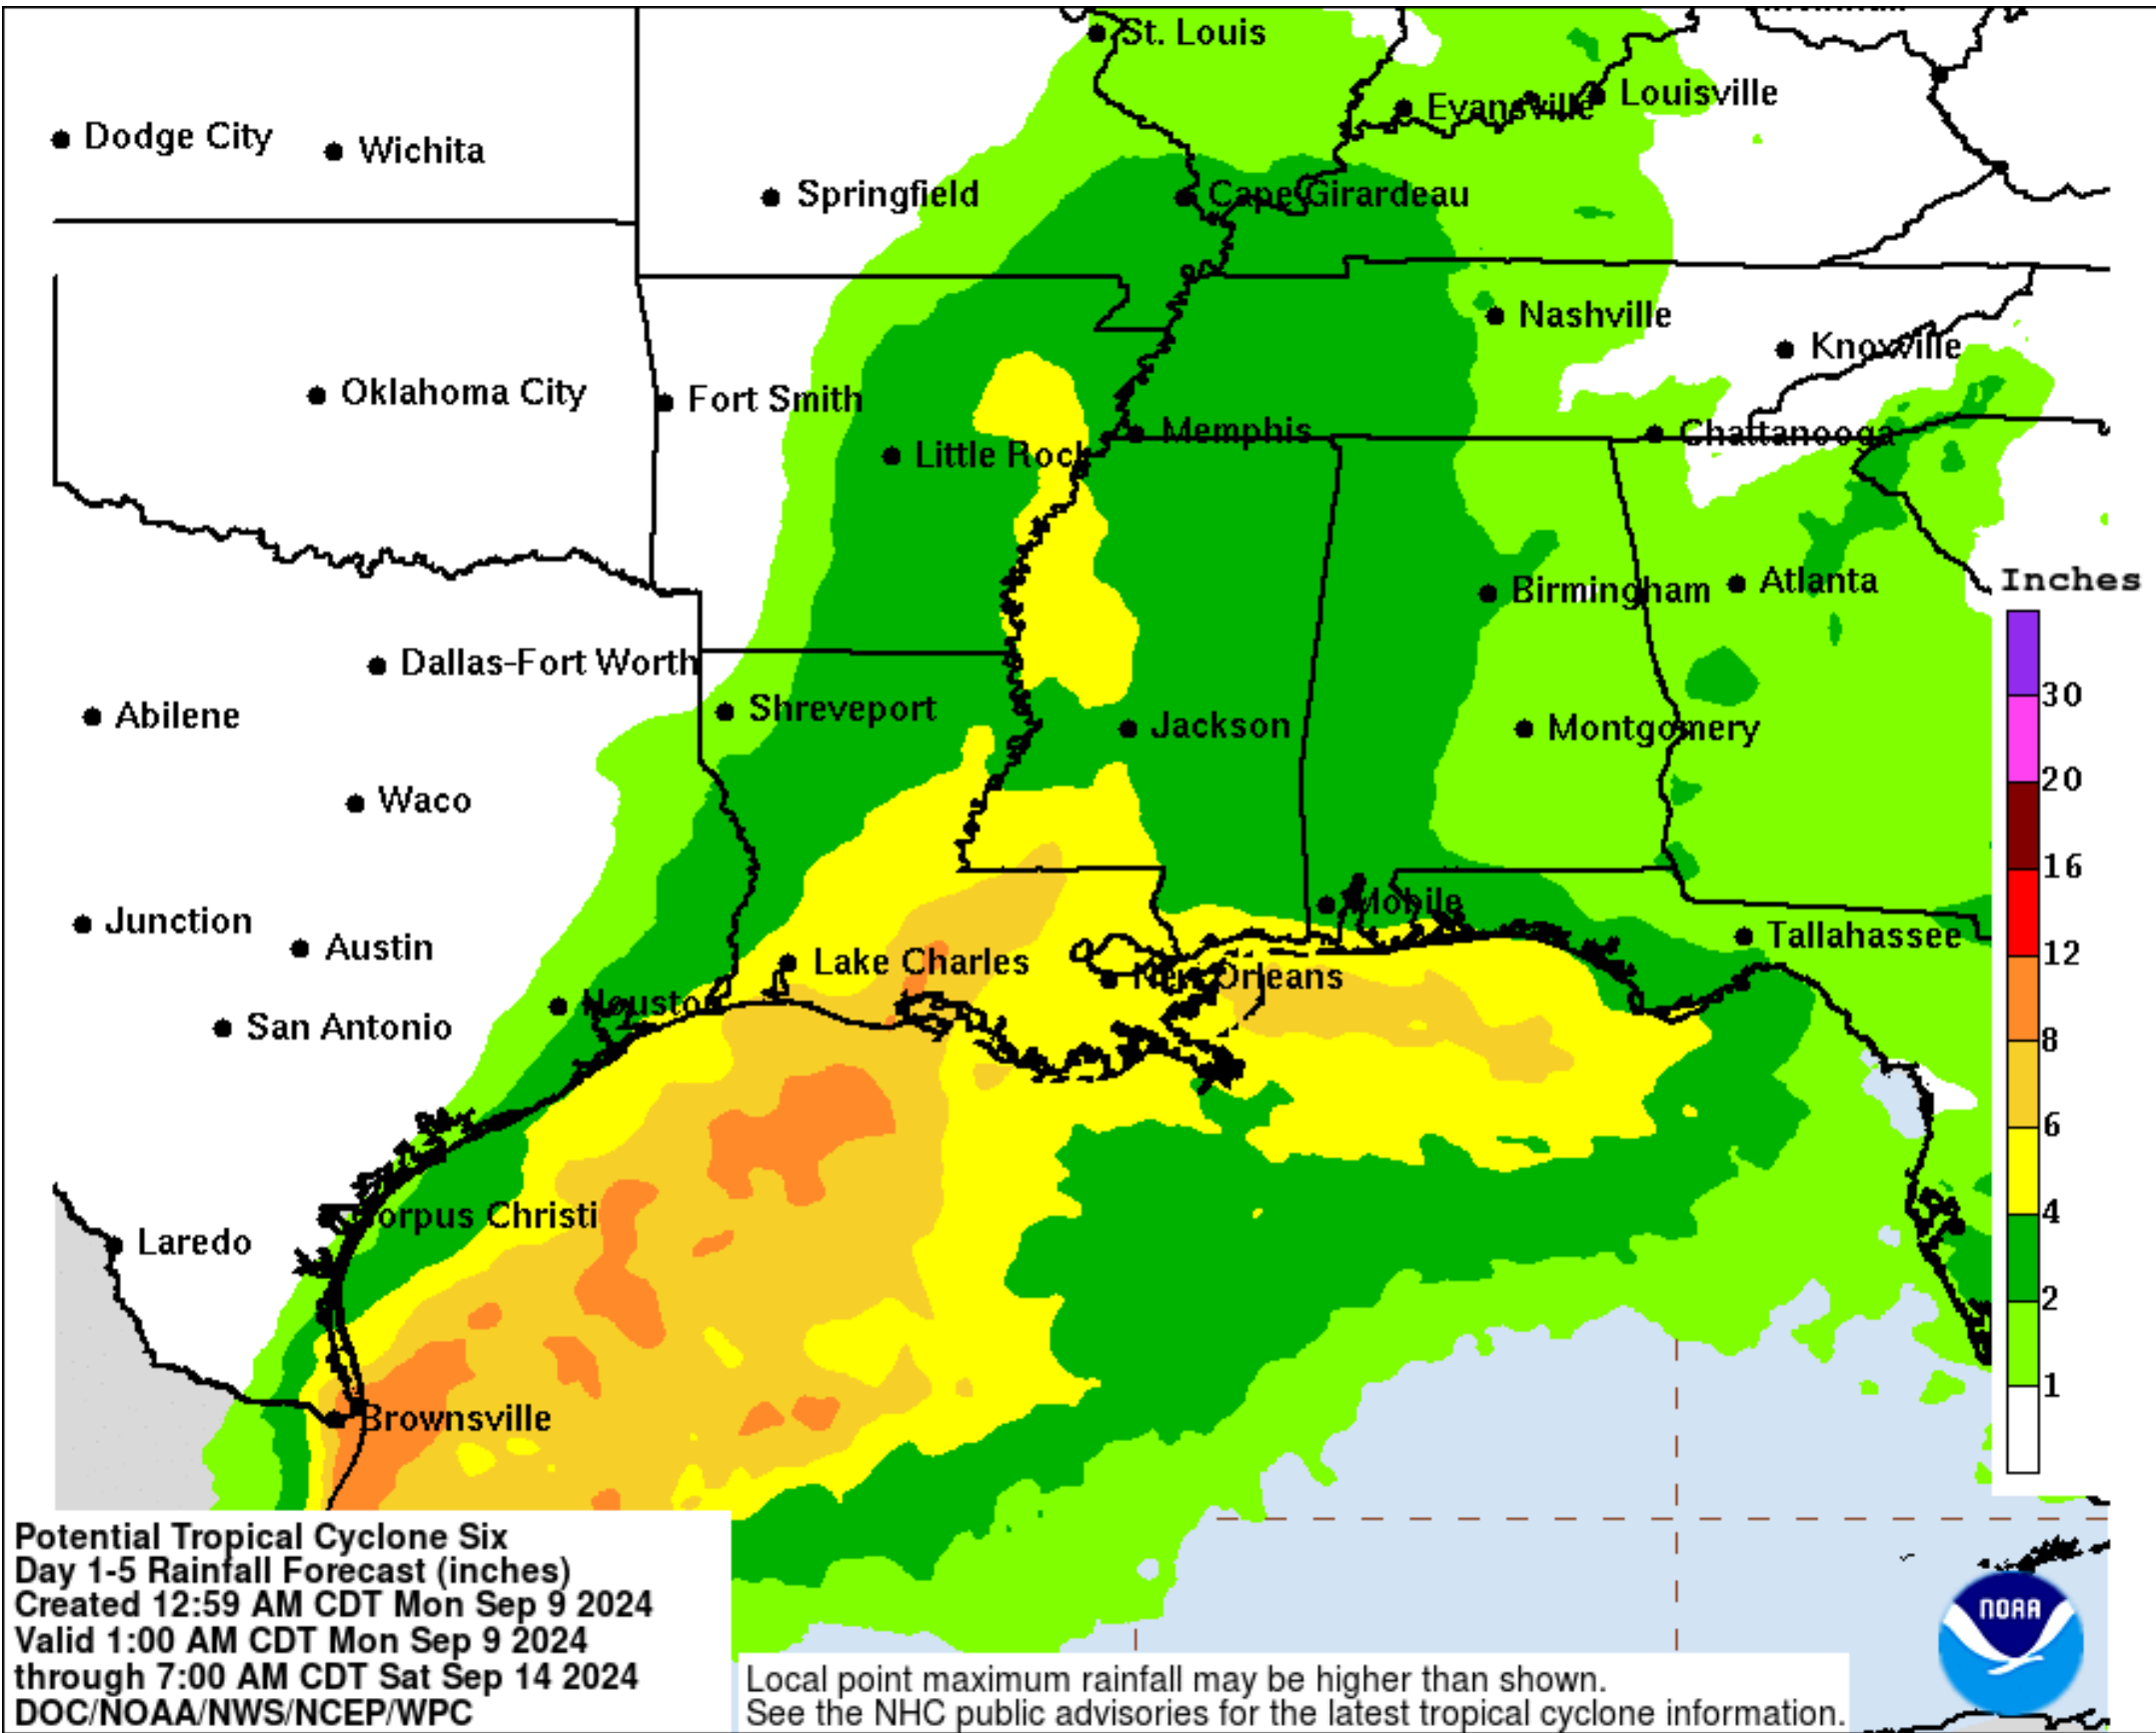 St. Louis
Evansville
Louisville
Dodge City
Wichita
Springfield
Cape Girardeau
Nashville
Knoxville
Oklahoma City
Fort Smith
Memphis
Chattanooga
Little Rock
Birmingham
Atlanta
Inches
Dallas-Fort Worth
Abilene
Shreveport
Jackson
Montgomery
30
Waco
20
16
Junction
Austin
Mobile
Tallahassee
Lake Charles
New Orleans
12
Houston
San Antonio
8
6
Corpus Christi
Laredo
4
2
1
Brownsville
Potential Tropical Cyclone Six
Day 1-5 Rainfall Forecast (inches)
Created 12:59 AM CDT Mon Sep 9 2024
Valid 1:00 AM CDT Mon Sep 9 2024
through 7:00 AM CDT Sat Sep 14 2024
DOC/NOAA/NWS/NCEP/WPC
NOAA
Local point maximum rainfall may be higher than shown.
See the NHC public advisories for the latest tropical cyclone information.